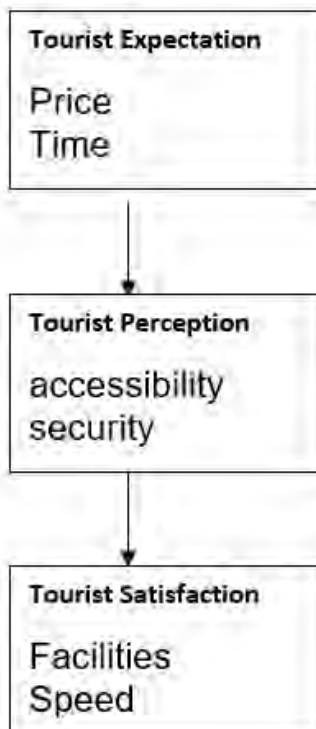 Tourist Expectation
Price
Time
Tourist Perception
accessibility
security
Tourist Satisfaction
Facilities
Speed